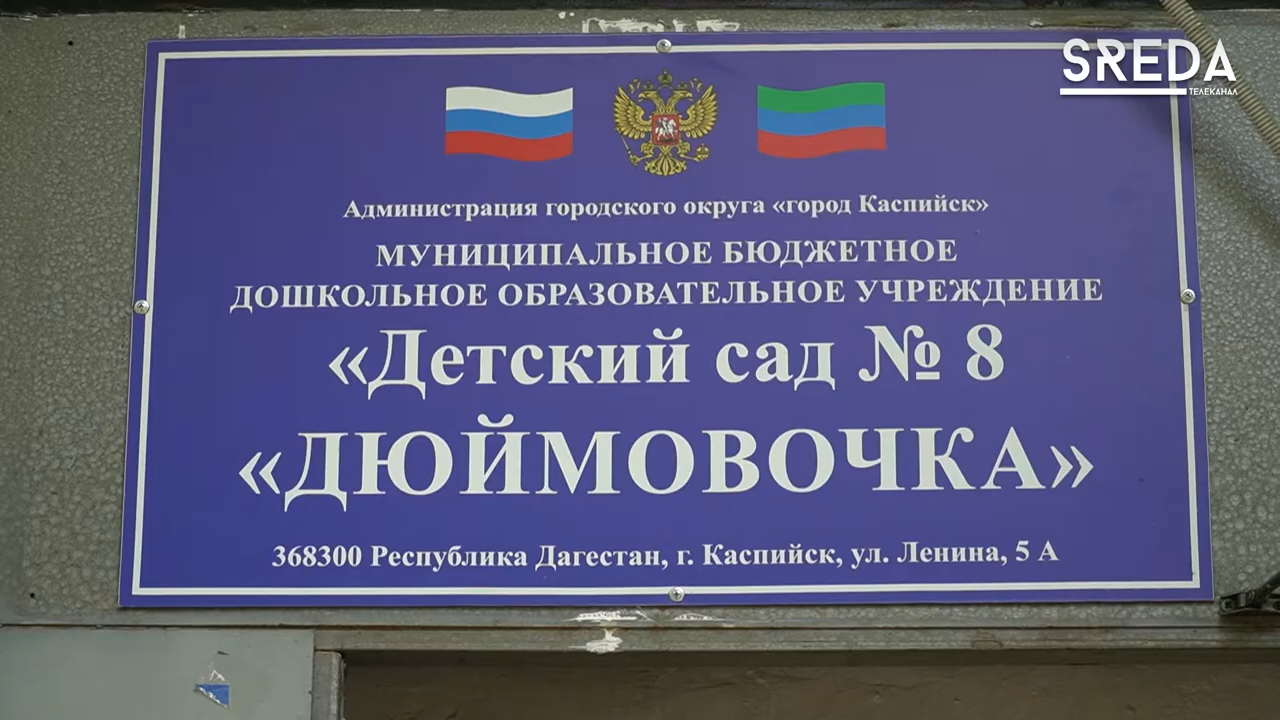 SREDA
ТЕЛЕКАНАЛ
Администрация городского округа «город Каспийск»
МУНИЦИПАЛЬНОЕ БЮДЖЕТНОЕ
ДОШКОЛЬНОЕ ОБРАЗОВАТЕЛЬНОЕ УЧРЕЖДЕНИЕ
«Детский сад № 8
«ДЮЙМОВОЧКА»
368300 Республика Дагестан, г. Каспийск, ул. Ленина, 5 А